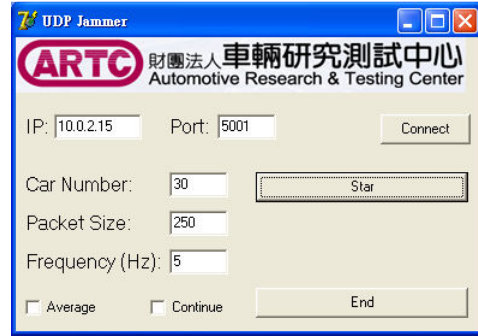 UDP Jammer
ARTC 財團法人車輛研究測試中心
Automotive Research & Testing Center
IP: 10.0.2.15 Port: 5001 Connect
Car Number: 30 Star
Packet Size: 250
Frequency (Hz): 5
Average Continue End